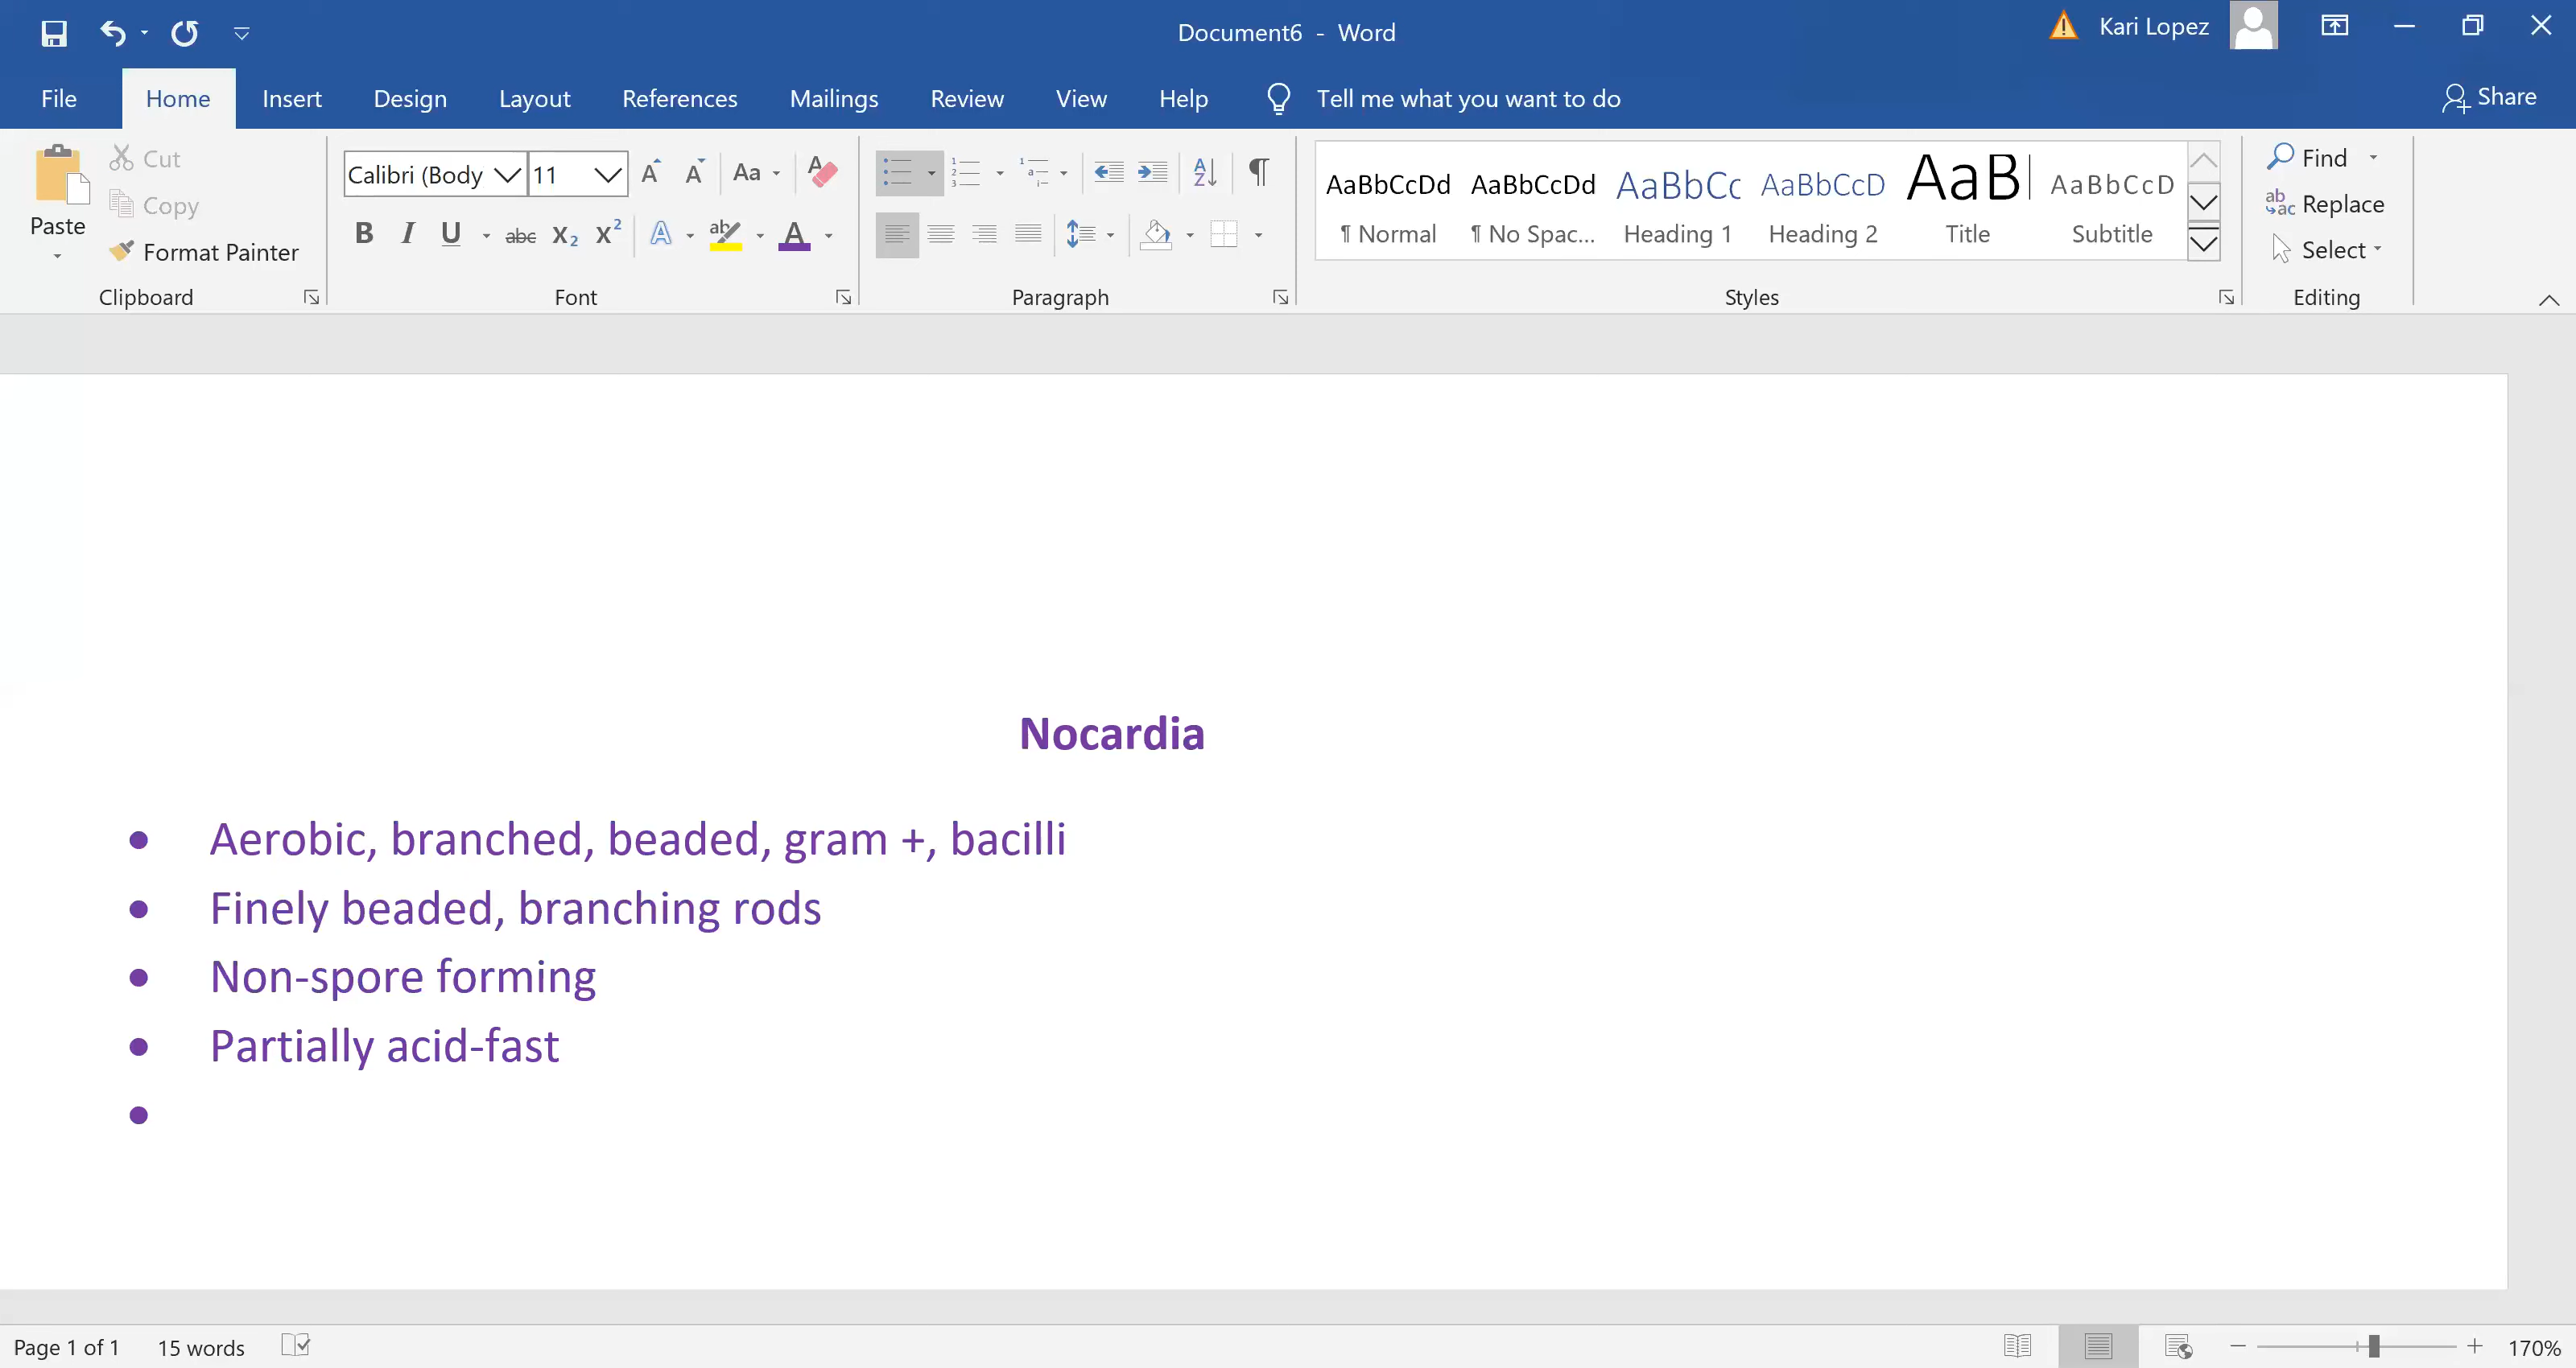 Document6 - Word
Kari Lopez
File Home Insert Design Layout References Mailings Review View Help Tell me what you want to do Share
Paste
Cut
Copy
Format Painter
Clipboard
Calibri (Body 11
Font
Paragraph
AaBbCcDd AaBbCcDd AaBbCc AaBbCcD AaB AaBbCcD
¶ Normal ¶ No Spac... Heading 1 Heading 2 Title Subtitle
Styles
Find
Replace
Select
Editing
Nocardia
• Aerobic, branched, beaded, gram +, bacilli
• Finely beaded, branching rods
• Non-spore forming
• Partially acid-fast
•
Page 1 of 1 15 words 170%